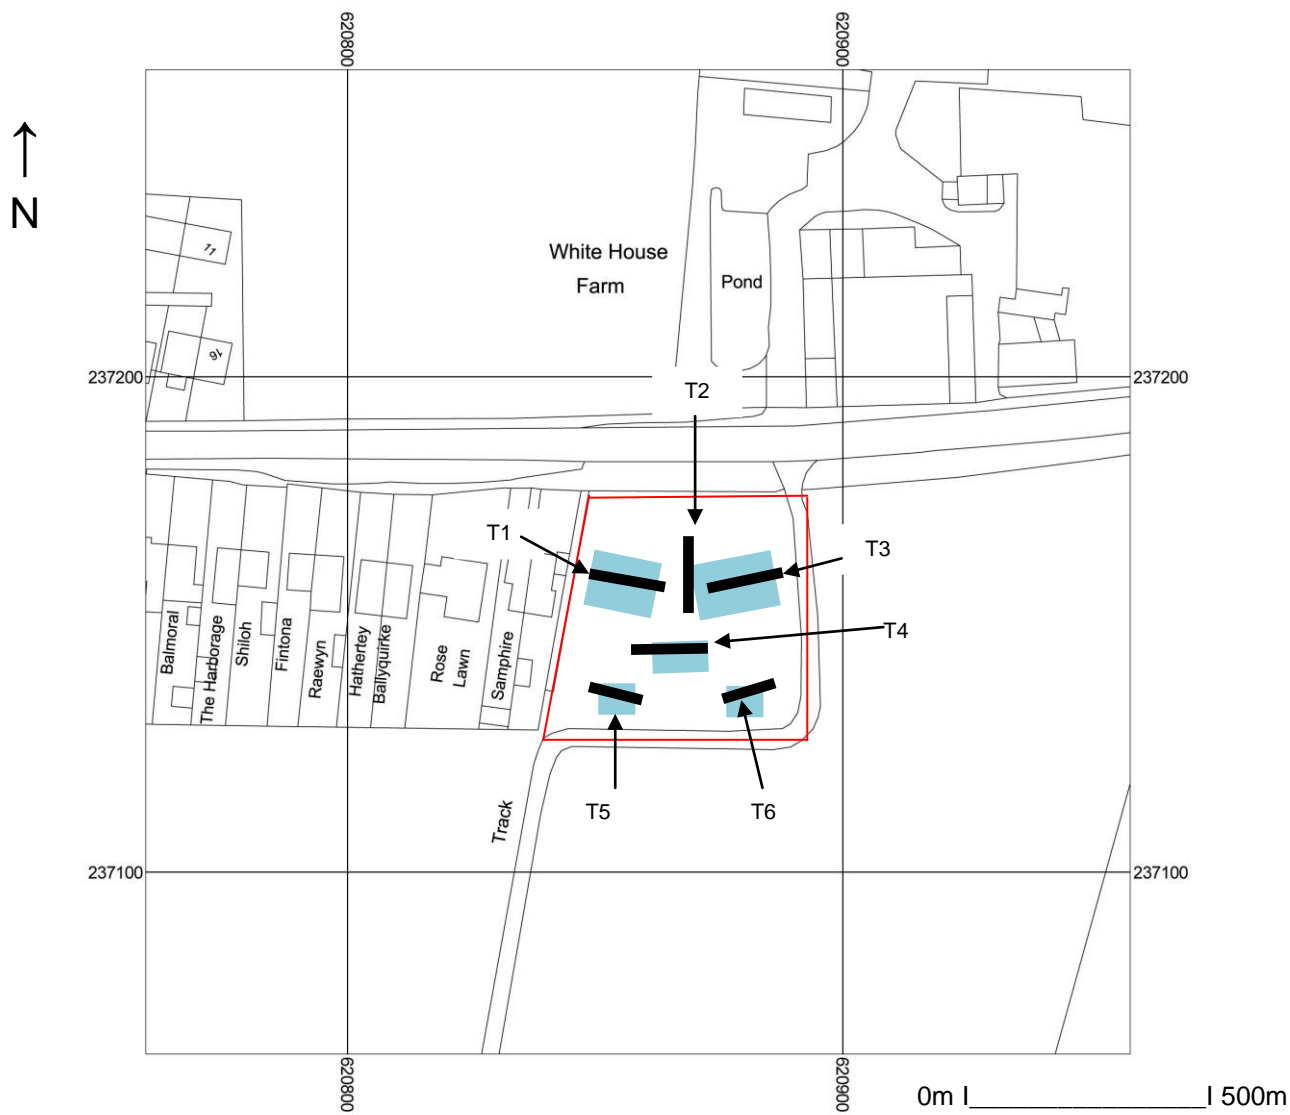 620800
620900
N
11
White House
Farm
Pond
16
237200
237200
T2
T1
T3
T4
Balmoral
The Harborage
Shiloh
Fintona
Raewyn
Hathertey
Ballyquirke
Rose
Lawn
Samphire
T5
T6
Track
237100
237100
620800
620900
0m I_________________I 500m